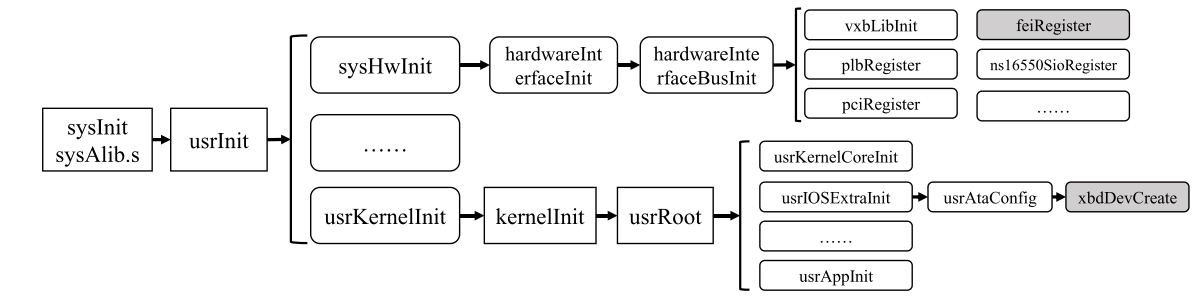 sysInit
sysAlib.s
usrInit
sysHwInit
hardwareInt
erfaceInit
hardwareInte
rfaceBusInit
vxbLibInit
feiRegister
plbRegister
ns16550SioRegister
pciRegister
……
……
usrKernelInit
kernelInit
usrRoot
usrKernelCoreInit
usrIOSExtraInit
usrAtaConfig
xbdDevCreate
……
usrAppInit